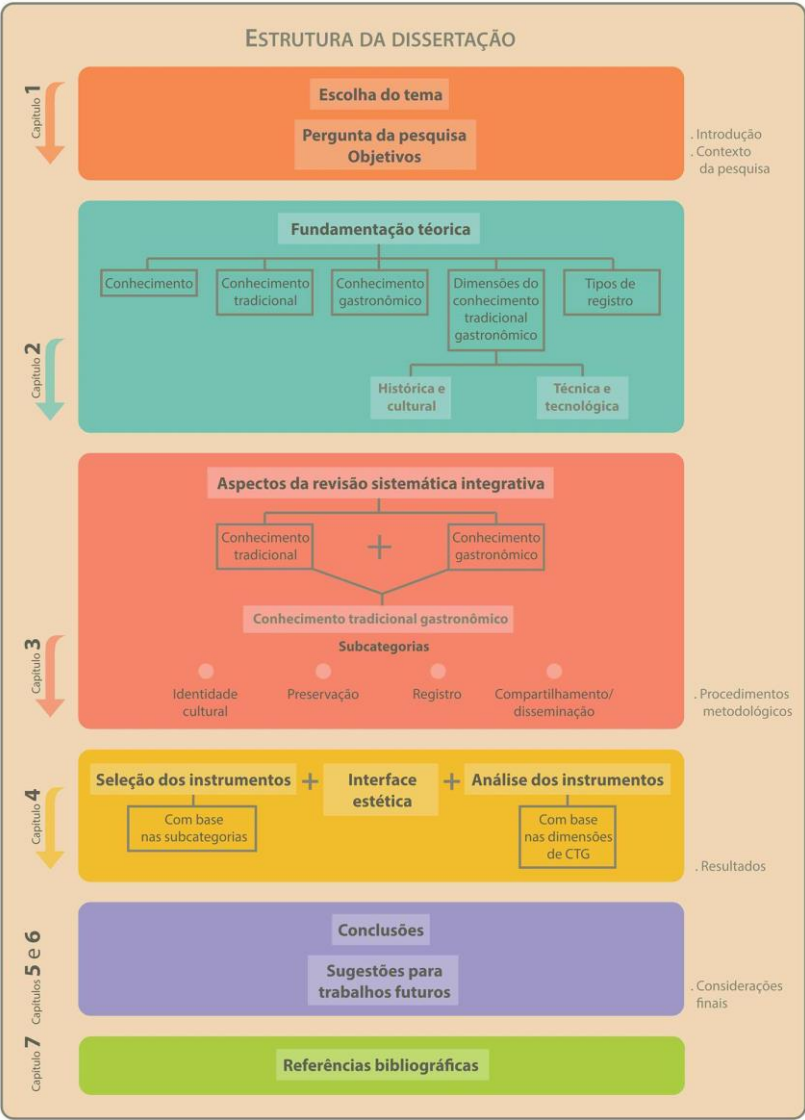 ESTRUTURA DA DISSERTAÇÃO
Capítulo 1
Escolha do tema
Pergunta da pesquisa
Objetivos
. Introdução
. Contexto
da pesquisa
Capítulo 2
Fundamentação téorica
Conhecimento
Conhecimento
tradicional
Conhecimento
gastronômico
Dimensões do
conhecimento
tradicional
gastronômico
Tipos de
registro
Histórica e
cultural
Técnica e
tecnológica
Capítulo 3
Aspectos da revisão sistemática integrativa
Conhecimento
tradicional
+
Conhecimento
gastronômico
Conhecimento tradicional gastronômico
Subcategorias
Identidade
cultural
Preservação
Registro
Compartilhamento/
disseminação
. Procedimentos
metodológicos
Capítulo 4
Seleção dos instrumentos
+
Interface
estética
+
Análise dos instrumentos
Com base
nas subcategorias
Com base
nas dimensões
de CTG
. Resultados
Capítulos 5 e 6
Conclusões
Sugestões para
trabalhos futuros
. Considerações
finais
Capítulo 7
Referências bibliográficas